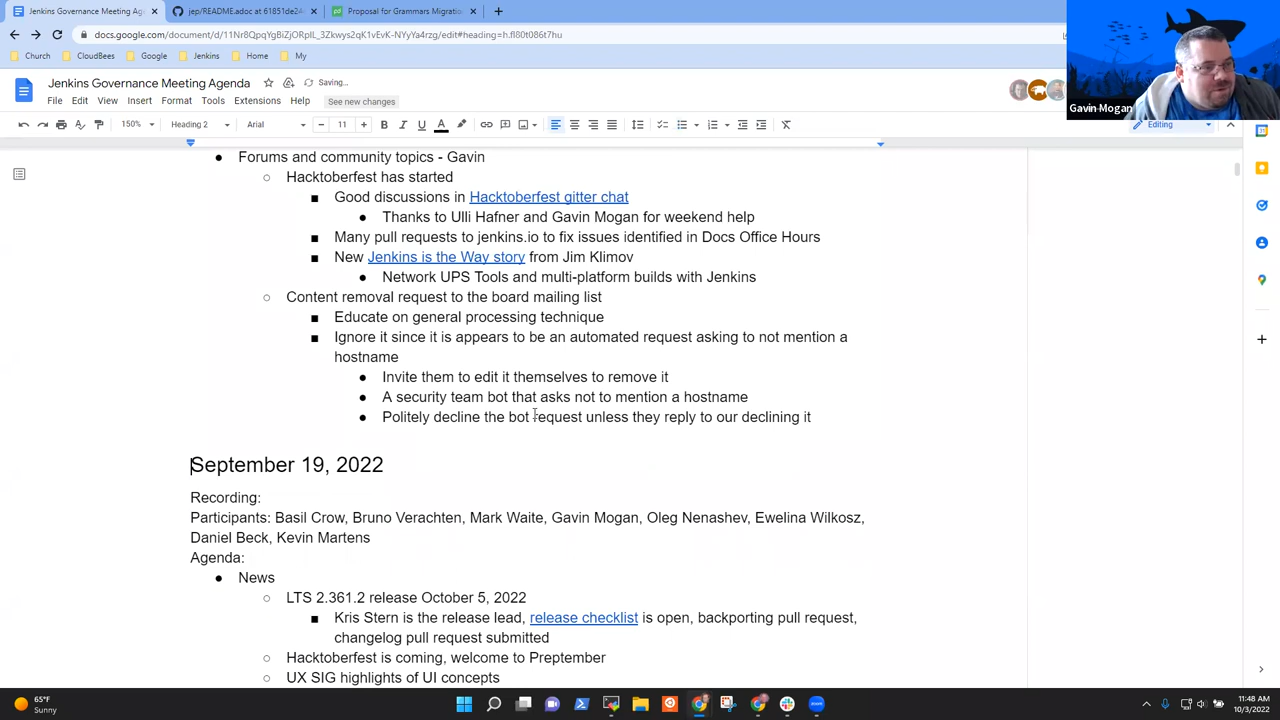 Jenkins Governance Meeting Agend
jep/README.adoc at 61851de24
Proposal for Grammars Migratio
docs.google.com/document/d/11Nr8QpqYgBiZjORplL_3Zkywys2qK1vEvK-NYyYa4rzg/edit#heading=h.fl80t086t7hu
Church CloudBees Google Jenkins Home My
Jenkins Governance Meeting Agenda Saving...
File Edit View Insert Format Tools Extensions Help See new changes
Gavin Mogan
150% Heading 2 Arial 11 Editing
Forums and community topics - Gavin
Hacktoberfest has started
Good discussions in Hacktoberfest gitter chat
Thanks to Ulli Hafner and Gavin Mogan for weekend help
Many pull requests to jenkins.io to fix issues identified in Docs Office Hours
New Jenkins is the Way story from Jim Klimov
Network UPS Tools and multi-platform builds with Jenkins
Content removal request to the board mailing list
Educate on general processing technique
Ignore it since it is appears to be an automated request asking to not mention a
hostname
Invite them to edit it themselves to remove it
A security team bot that asks not to mention a hostname
Politely decline the bot request unless they reply to our declining it
September 19, 2022
Recording:
Participants: Basil Crow, Bruno Verachten, Mark Waite, Gavin Mogan, Oleg Nenashev, Ewelina Wilkosz,
Daniel Beck, Kevin Martens
Agenda:
News
LTS 2.361.2 release October 5, 2022
Kris Stern is the release lead, release checklist is open, backporting pull request,
changelog pull request submitted
Hacktoberfest is coming, welcome to Preptember
UX SIG highlights of UI concepts
65°F
Sunny
11:48 AM
10/3/2022